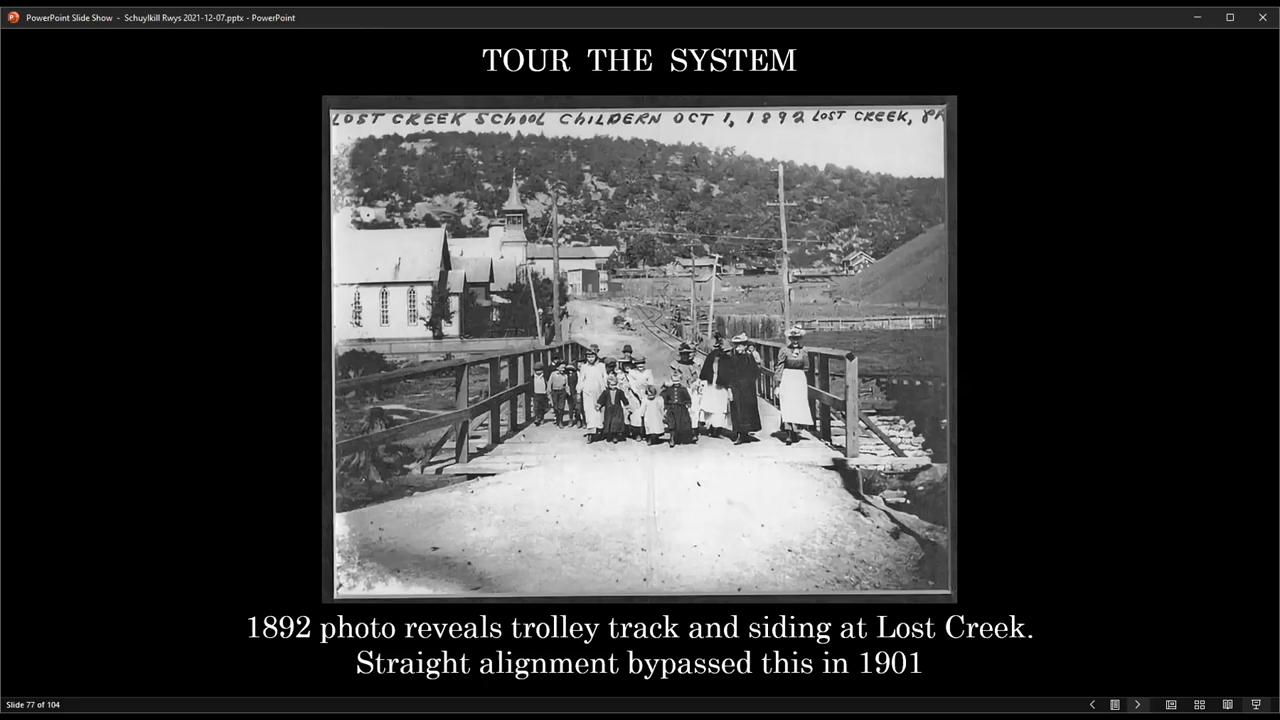 PowerPoint Slide Show - Schuylkill Rwys 2021-12-07.pptx - PowerPoint
TOUR THE SYSTEM
LOST CREEK SCHOOL CHILDERN OCT 1, 1892 LOST CREEK, PA
1892 photo reveals trolley track and siding at Lost Creek.
Straight alignment bypassed this in 1901
Slide 77 of 104